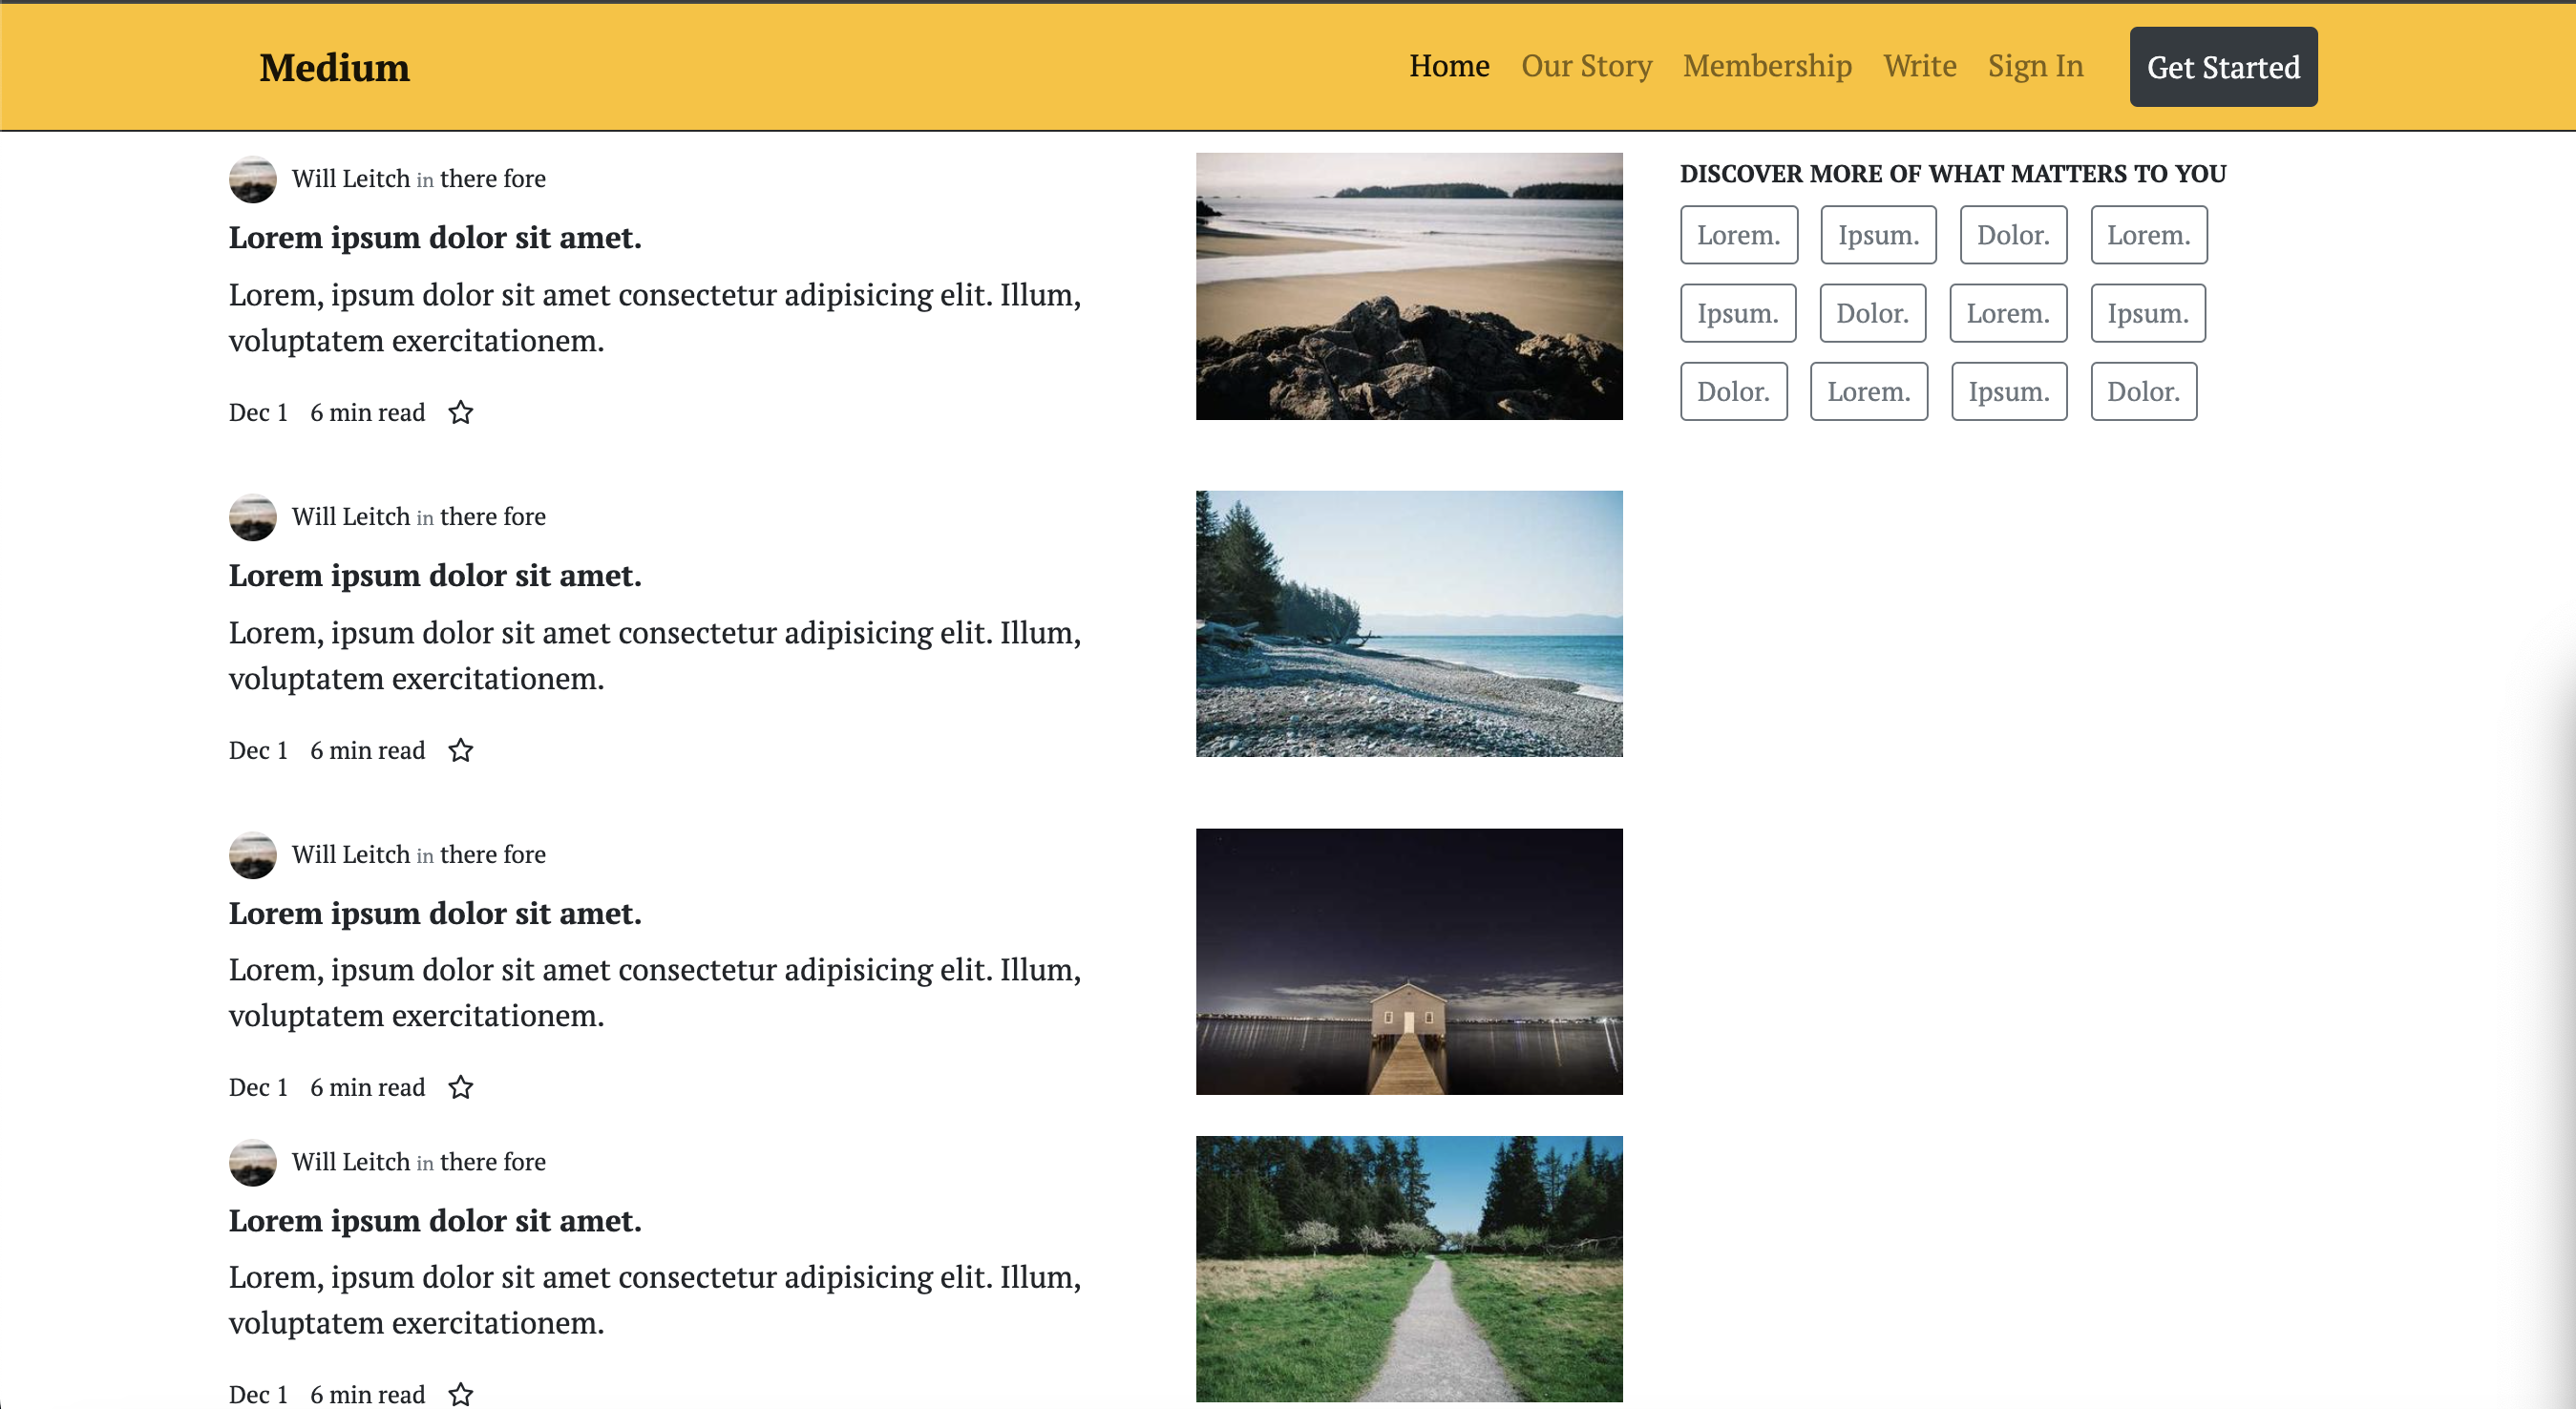 Medium
Home Our Story Membership Write Sign In Get Started
Will Leitch in there fore
Lorem ipsum dolor sit amet.
Lorem, ipsum dolor sit amet consectetur adipisicing elit. Illum,
voluptatem exercitationem.
Dec 1 6 min read
Will Leitch in there fore
Lorem ipsum dolor sit amet.
Lorem, ipsum dolor sit amet consectetur adipisicing elit. Illum,
voluptatem exercitationem.
Dec 1 6 min read
Will Leitch in there fore
Lorem ipsum dolor sit amet.
Lorem, ipsum dolor sit amet consectetur adipisicing elit. Illum,
voluptatem exercitationem.
Dec 1 6 min read
Will Leitch in there fore
Lorem ipsum dolor sit amet.
Lorem, ipsum dolor sit amet consectetur adipisicing elit. Illum,
voluptatem exercitationem.
Dec 1 6 min read
DISCOVER MORE OF WHAT MATTERS TO YOU
Lorem. Ipsum. Dolor. Lorem.
Ipsum. Dolor. Lorem. Ipsum.
Dolor. Lorem. Ipsum. Dolor.